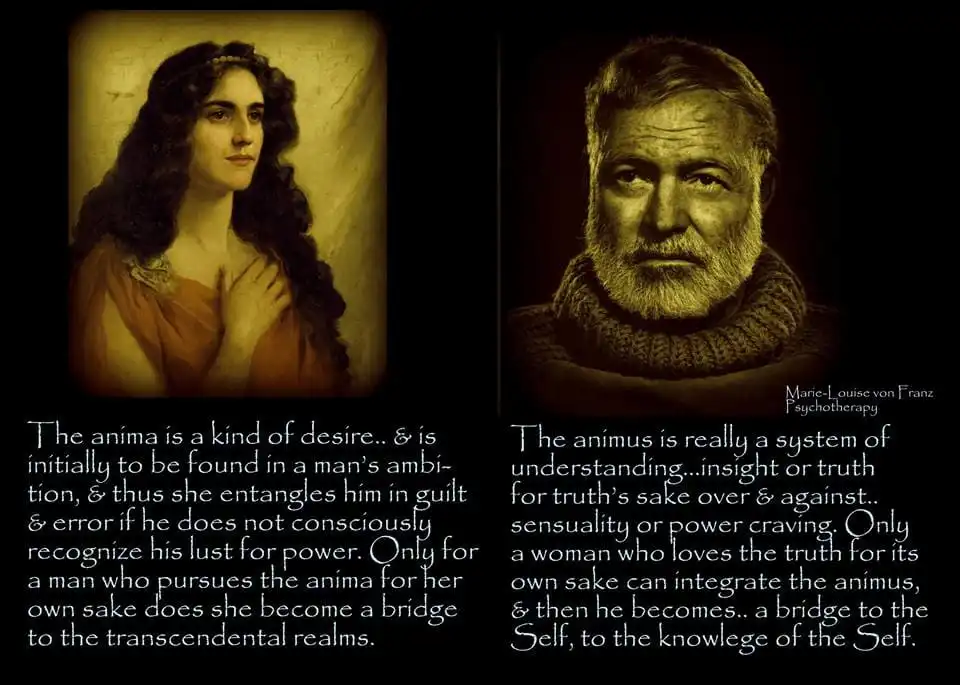 The anima is a kind of desire.. & is
initially to be found in a man's ambi-
tion, & thus she entangles him in guilt
& error if he does not consciously
recognize his lust for power. Only for
a man who pursues the anima for her
own sake does she become a bridge
to the transcendental realms.
Marie-Louise von Franz
Psychotherapy
The animus is really a system of
understanding...insight or truth
for truth's sake over & against..
sensuality or power craving. Only
a woman who loves the truth for its
own sake can integrate the animus,
& then he becomes.. a bridge to the
Self, to the knowlege of the Self.